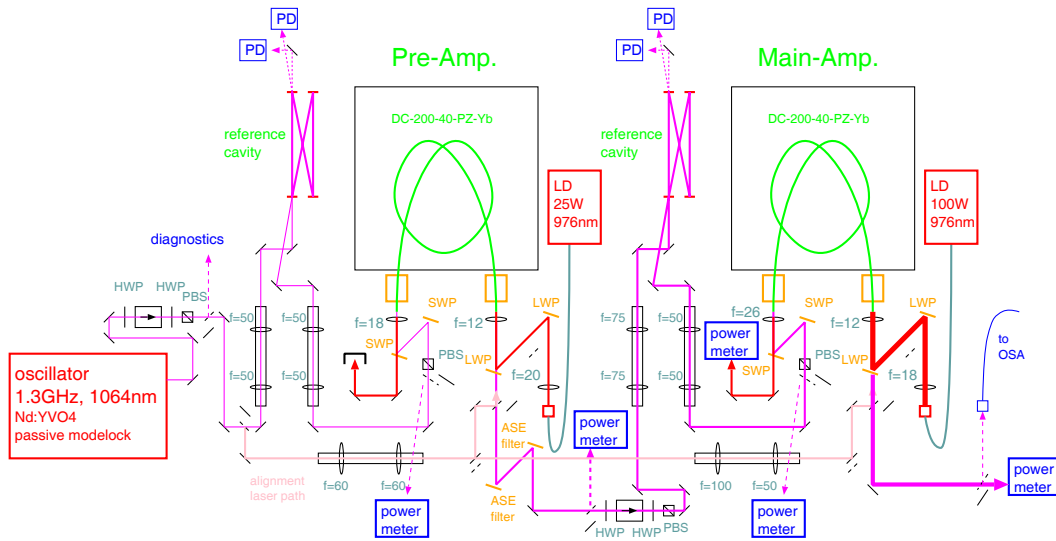 PD
PD
PD
PD
Pre-Amp.
Main-Amp.
DC-200-40-PZ-Yb
DC-200-40-PZ-Yb
reference
cavity
reference
cavity
LD
25W
976nm
LD
100W
976nm
diagnostics
HWP
HWP
PBS
f=50
f=50
f=50
f=50
f=18
SWP
SWP
PBS
f=12
LWP
LWP
f=20
f=75
f=50
f=75
f=50
f=26
SWP
SWP
power
meter
PBS
f=12
LWP
LWP
f=18
to
OSA
oscillator
1.3GHz, 1064nm
Nd:YVO4
passive modelock
alignment
laser path
f=60
f=60
power
meter
ASE
filter
ASE
filter
power
meter
HWP
HWP
PBS
f=100
f=50
power
meter
power
meter